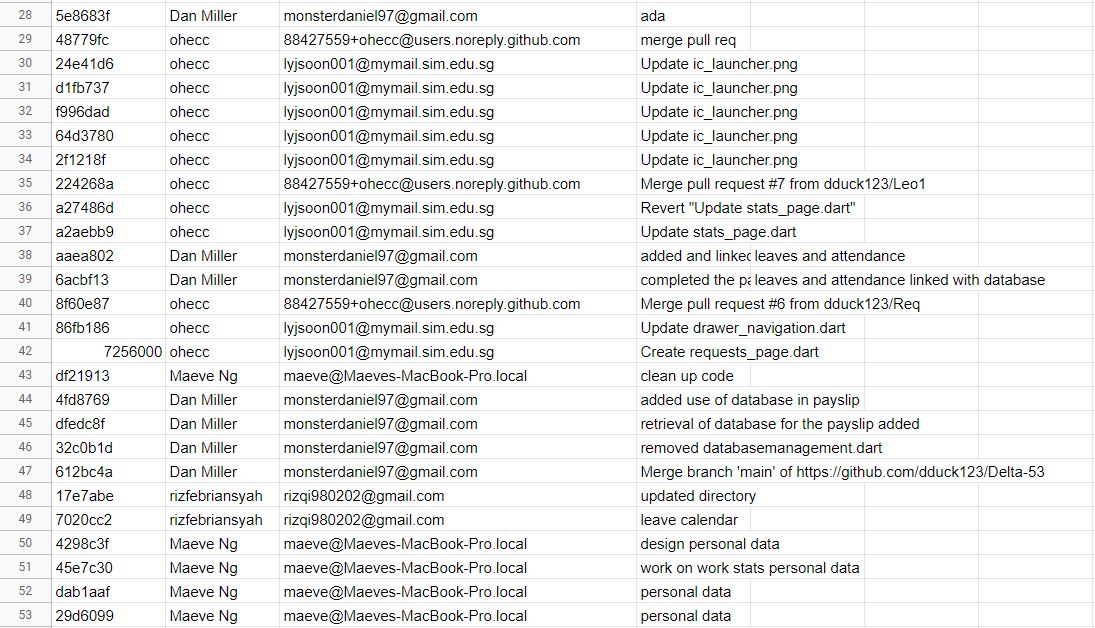 28 5e8683f Dan Miller monsterdaniel97@gmail.com ada
29 48779fc ohecc 88427559+ohecc@users.noreply.github.com merge pull req
30 24e41d6 ohecc lyjsoon001@mymail.sim.edu.sg Update ic_launcher.png
31 d1fb737 ohecc lyjsoon001@mymail.sim.edu.sg Update ic_launcher.png
32 f996dad ohecc lyjsoon001@mymail.sim.edu.sg Update ic_launcher.png
33 64d3780 ohecc lyjsoon001@mymail.sim.edu.sg Update ic_launcher.png
34 2f1218f ohecc lyjsoon001@mymail.sim.edu.sg Update ic_launcher.png
35 224268a ohecc 88427559+ohecc@users.noreply.github.com Merge pull request #7 from dduck123/Leo1
36 a27486d ohecc lyjsoon001@mymail.sim.edu.sg Revert "Update stats_page.dart"
37 a2aebb9 ohecc lyjsoon001@mymail.sim.edu.sg Update stats_page.dart
38 aaea802 Dan Miller monsterdaniel97@gmail.com added and linked leaves and attendance
39 6acbf13 Dan Miller monsterdaniel97@gmail.com completed the pa leaves and attendance linked with database
40 8f60e87 ohecc 88427559+ohecc@users.noreply.github.com Merge pull request #6 from dduck123/Req
41 86fb186 ohecc lyjsoon001@mymail.sim.edu.sg Update drawer_navigation.dart
42 7256000 ohecc lyjsoon001@mymail.sim.edu.sg Create requests_page.dart
43 df21913 Maeve Ng maeve@Maeves-MacBook-Pro.local clean up code
44 4fd8769 Dan Miller monsterdaniel97@gmail.com added use of database in payslip
45 dfedc8f Dan Miller monsterdaniel97@gmail.com retrieval of database for the payslip added
46 32c0b1d Dan Miller monsterdaniel97@gmail.com removed databasemanagement.dart
47 612bc4a Dan Miller monsterdaniel97@gmail.com Merge branch 'main' of https://github.com/dduck123/Delta-53
48 17e7abe rizfebriansyah rizqi980202@gmail.com updated directory
49 7020cc2 rizfebriansyah rizqi980202@gmail.com leave calendar
50 4298c3f Maeve Ng maeve@Maeves-MacBook-Pro.local design personal data
51 45e7c30 Maeve Ng maeve@Maeves-MacBook-Pro.local work on work stats personal data
52 dab1aaf Maeve Ng maeve@Maeves-MacBook-Pro.local personal data
53 29d6099 Maeve Ng maeve@Maeves-MacBook-Pro.local personal data